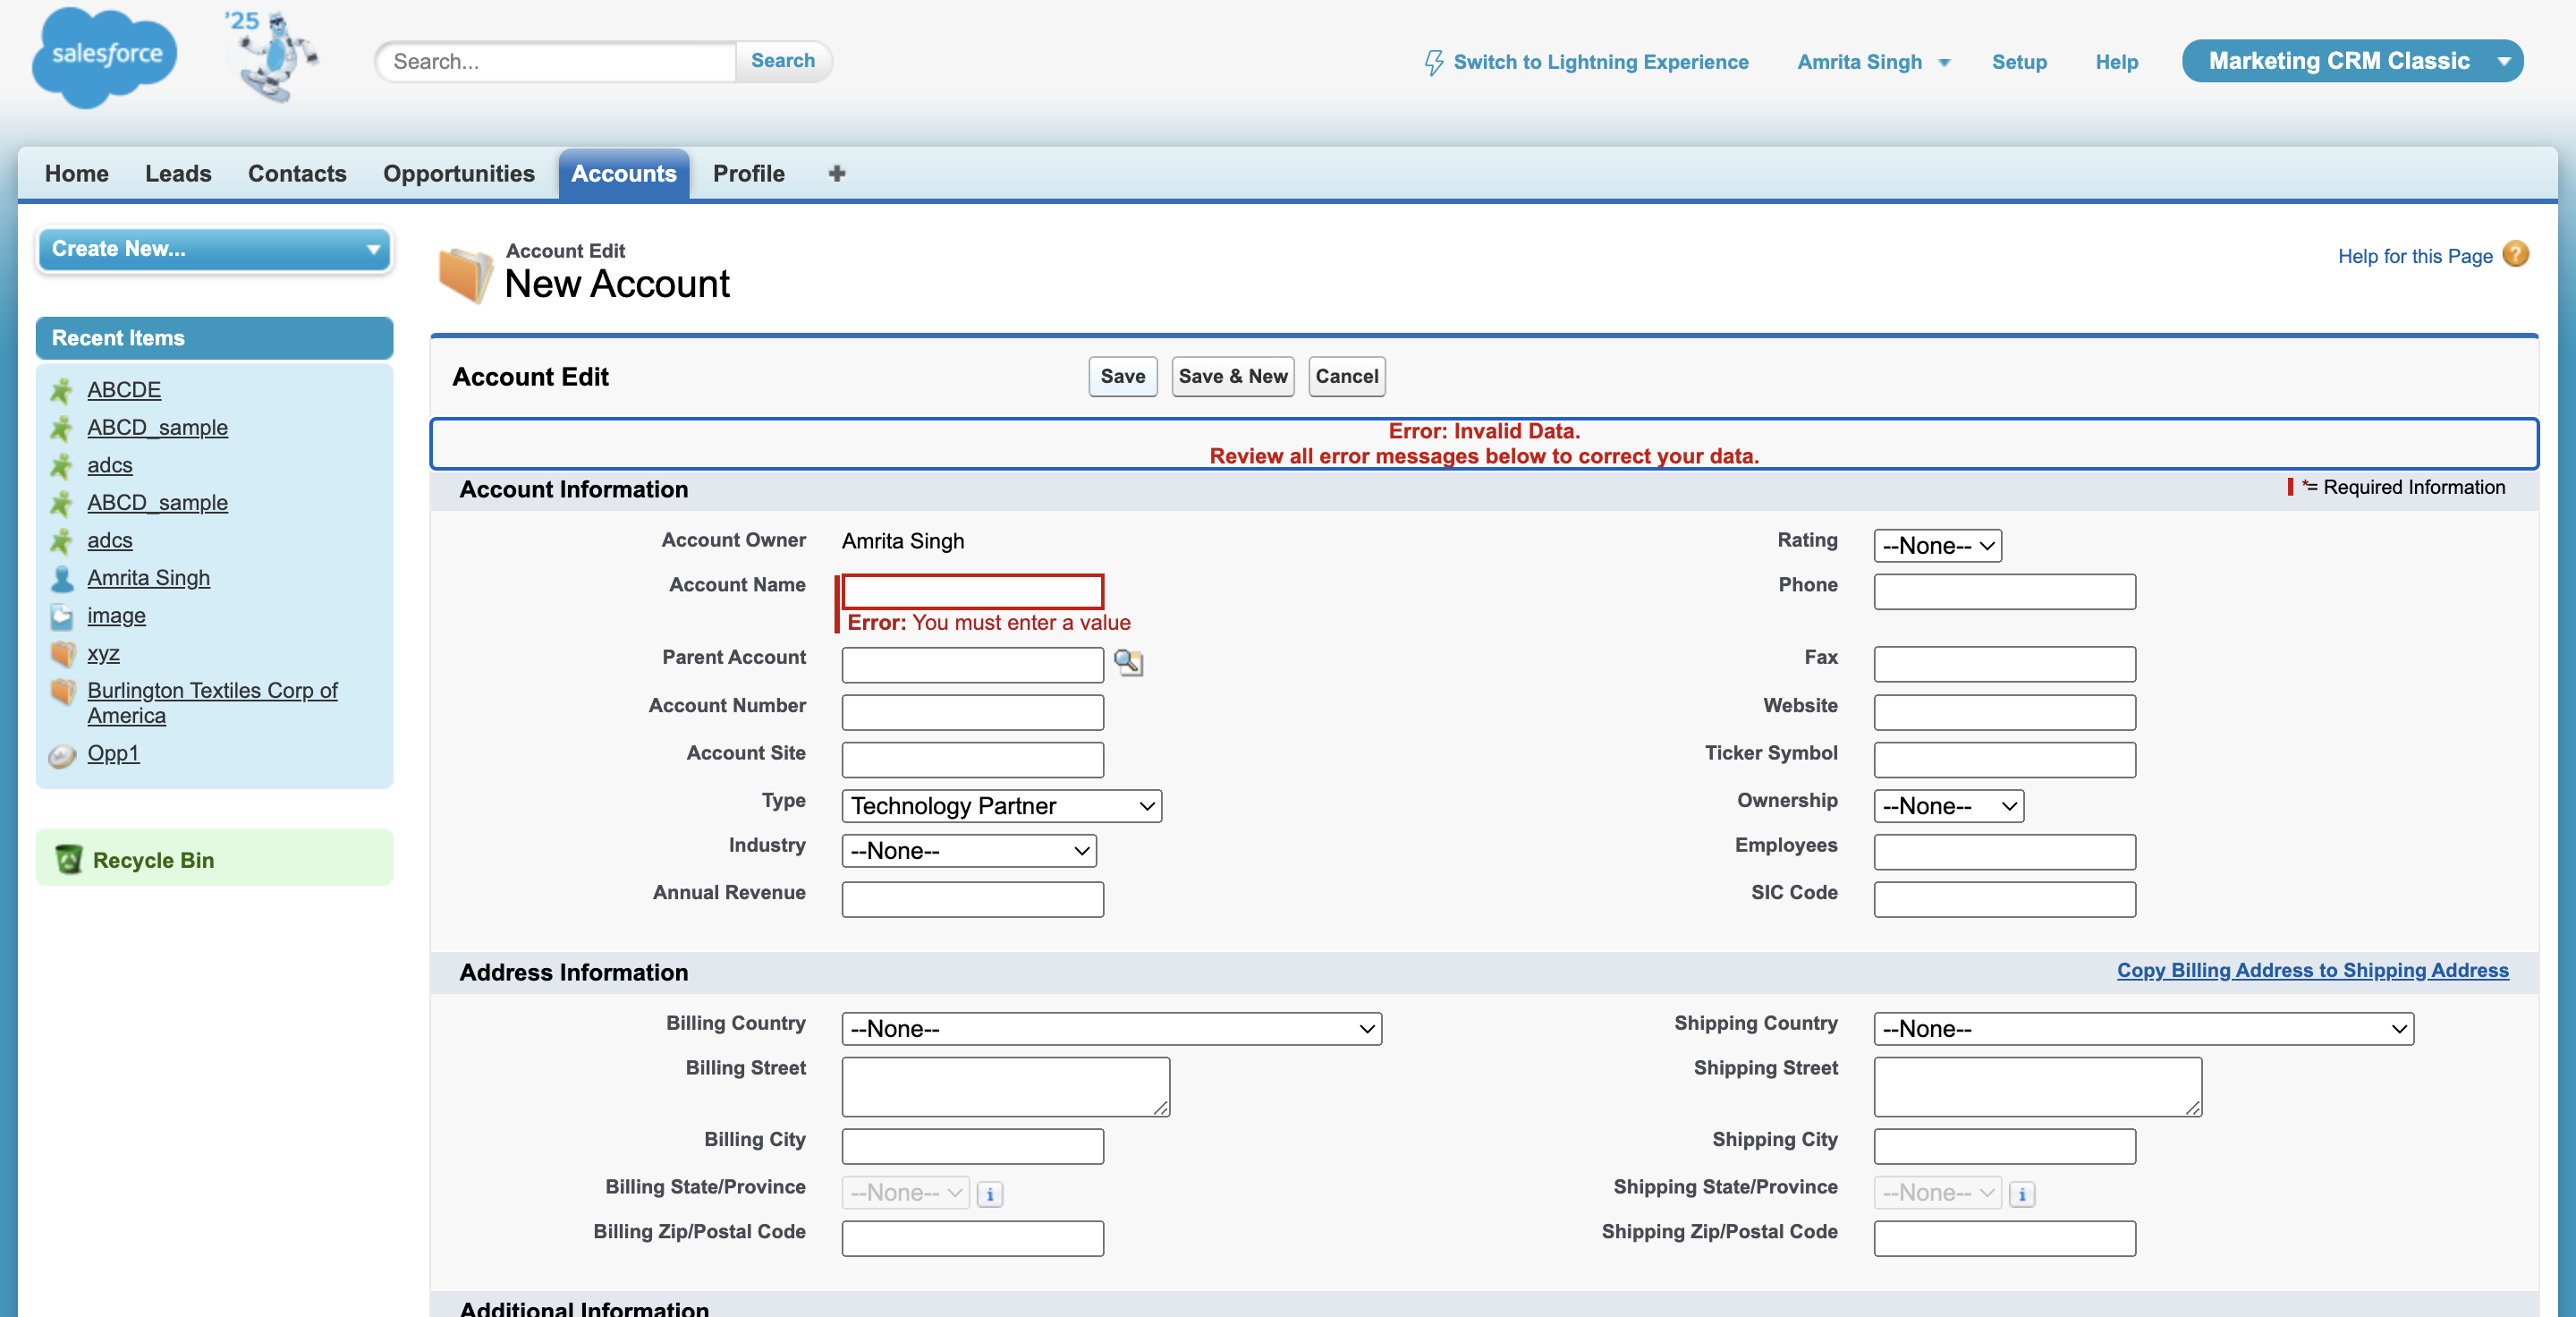 salesforce
'25
Search...
Search
Switch to Lightning Experience
Amrita Singh
Setup
Help
Marketing CRM Classic
Home
Leads
Contacts
Opportunities
Accounts
Profile
+
Create New...
Recent Items
ABCDE
ABCD_sample
adcs
ABCD_sample
adcs
Amrita Singh
image
xyz
Burlington Textiles Corp of
America
Opp1
Recycle Bin
Account Edit
New Account
Help for this Page
?
Account Edit
Save
Save & New
Cancel
Error: Invalid Data.
Review all error messages below to correct your data.
Account Information
*= Required Information
Account Owner
Amrita Singh
Rating
--None--
Account Name
Error: You must enter a value
Phone
Parent Account
Fax
Account Number
Website
Account Site
Ticker Symbol
Type
Technology Partner
Ownership
--None--
Industry
--None--
Employees
Annual Revenue
SIC Code
Address Information
Copy Billing Address to Shipping Address
Billing Country
--None--
Shipping Country
--None--
Billing Street
Shipping Street
Billing City
Shipping City
Billing State/Province
--None--
i
Shipping State/Province
--None--
i
Billing Zip/Postal Code
Shipping Zip/Postal Code
Additional Information